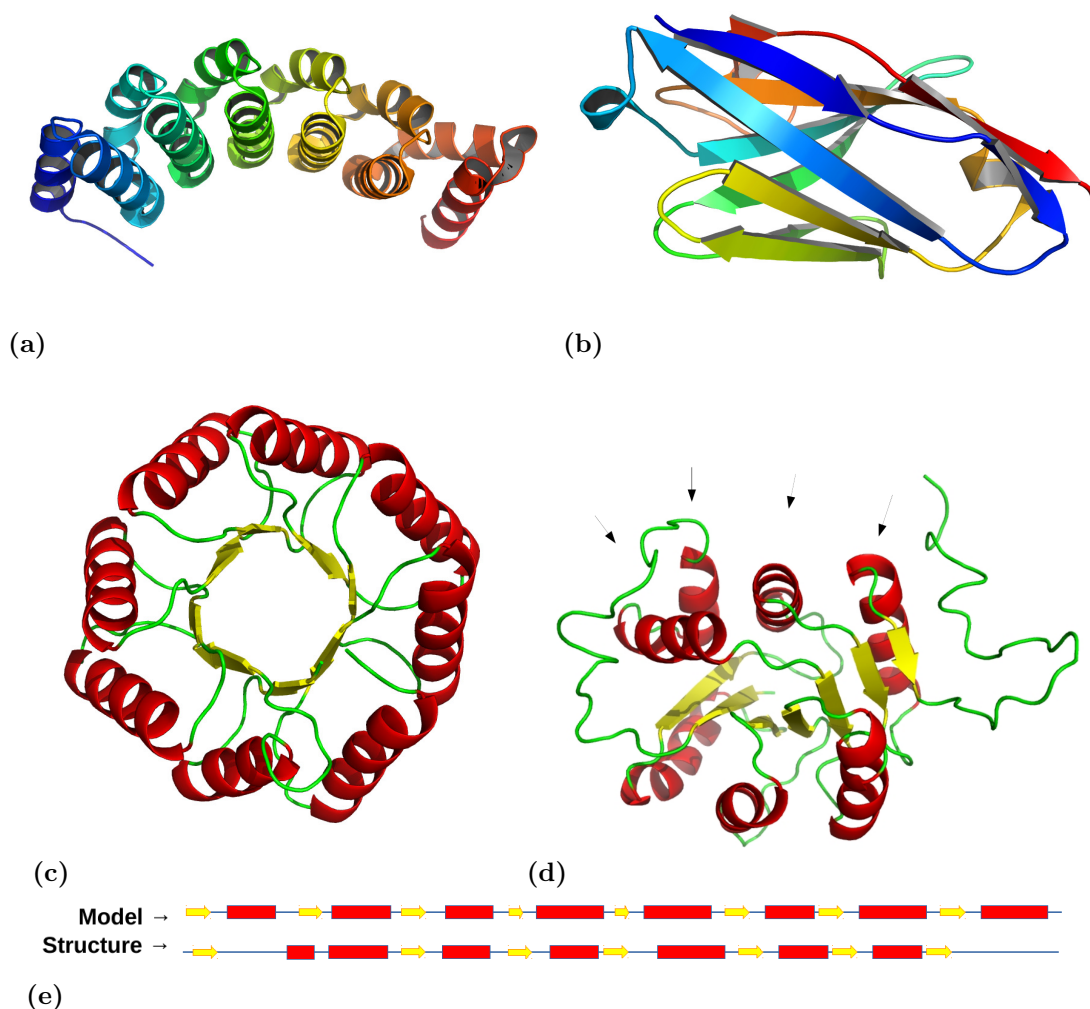 (a)
(b)
(c)
(d)
Model →
Structure →
(e)